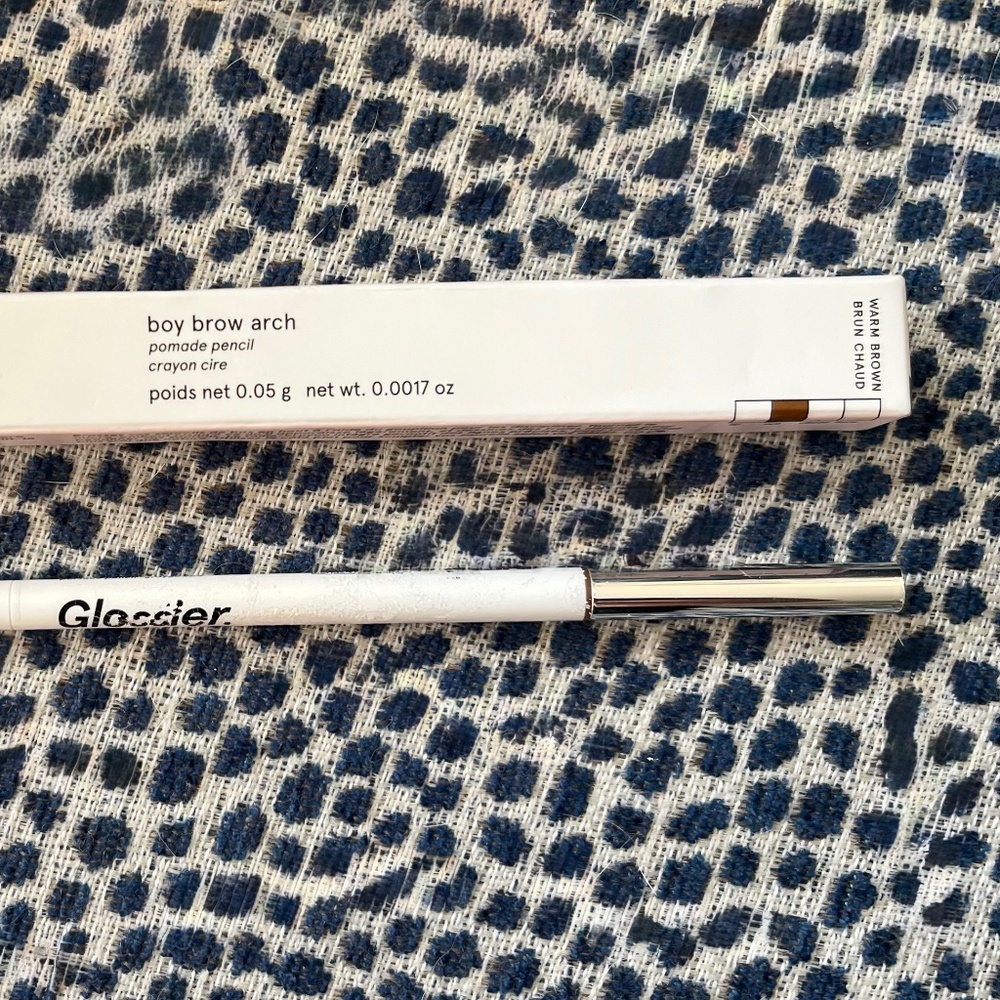 boy brow arch
pomade pencil
crayon cire
poids net 0.05 g net wt. 0.0017 oz
WARM BROWN
BRUN CHAUD
Glossier.